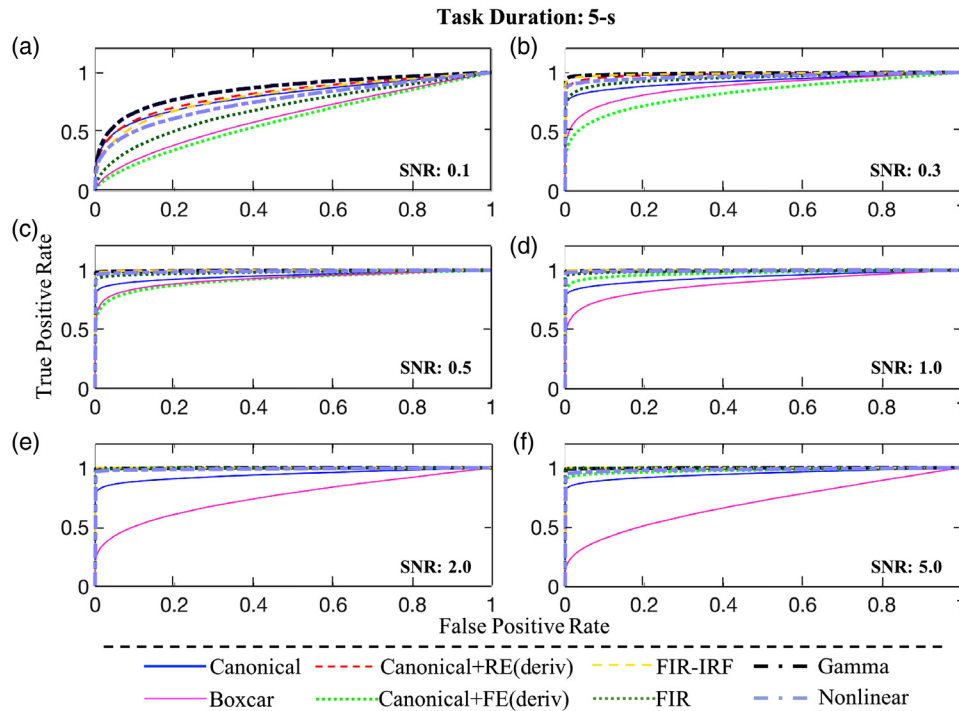 Task Duration: 5-s
(a)
(b)
1
0.5
0
SNR: 0.1
0 0.2 0.4 0.6 0.8 1
1
0.5
0
SNR: 0.3
0 0.2 0.4 0.6 0.8 1
(c)
(d)
True Positive Rate
1
0.5
0
SNR: 0.5
0 0.2 0.4 0.6 0.8 1
1
0.5
0
SNR: 1.0
0 0.2 0.4 0.6 0.8 1
(e)
(f)
1
0.5
0
SNR: 2.0
0 0.2 0.4 0.6 0.8 1
1
0.5
0
SNR: 5.0
0 0.2 0.4 0.6 0.8 1
False Positive Rate
Canonical Canonical+RE(deriv) FIR-IRF Gamma
Boxcar Canonical+FE(deriv) FIR Nonlinear